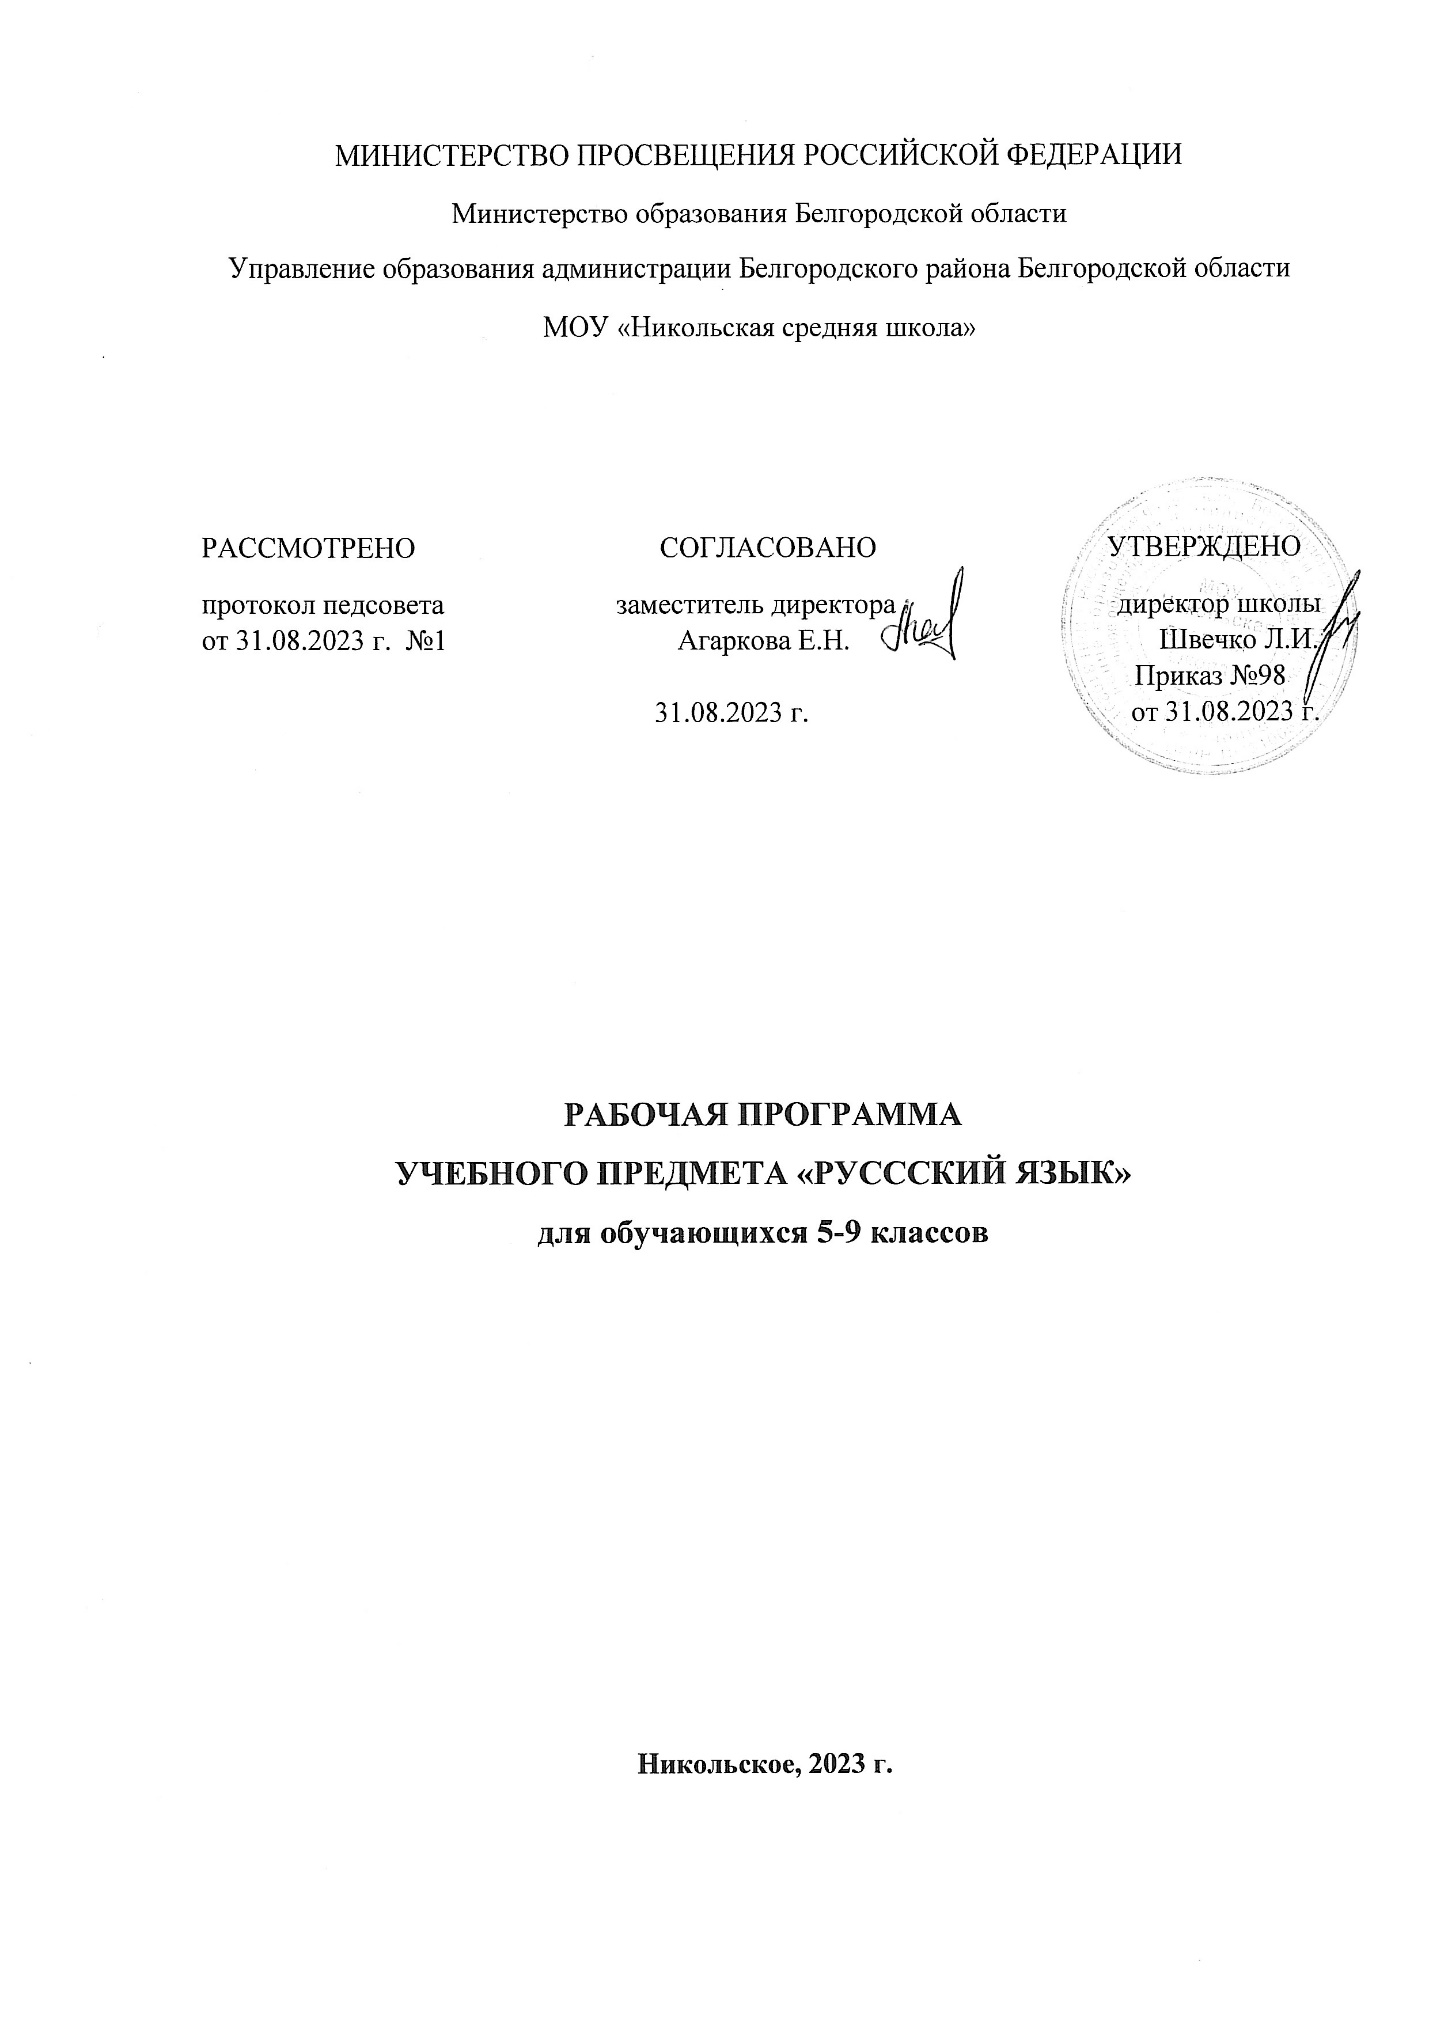 МИНИСТЕРСТВО ПРОСВЕЩЕНИЯ РОССИЙСКОЙ ФЕДЕРАЦИИ
Министерство образования Белгородской области
Управление образования администрации Белгородского района Белгородской области
МОУ «Никольская средняя школа»
РАССМОТРЕНО
протокол педсовета
от 31.08.2023 г. №1
СОГЛАСОВАНО
заместитель директора
Агаркова Е.Н.
31.08.2023 г.
УТВЕРЖДЕНО
директор школы
Швечко Л.И.
Приказ №98
от 31.08.2023 г.
РАБОЧАЯ ПРОГРАММА
УЧЕБНОГО ПРЕДМЕТА «РУСССКИЙ ЯЗЫК»
для обучающихся 5-9 классов
Никольское, 2023 г.